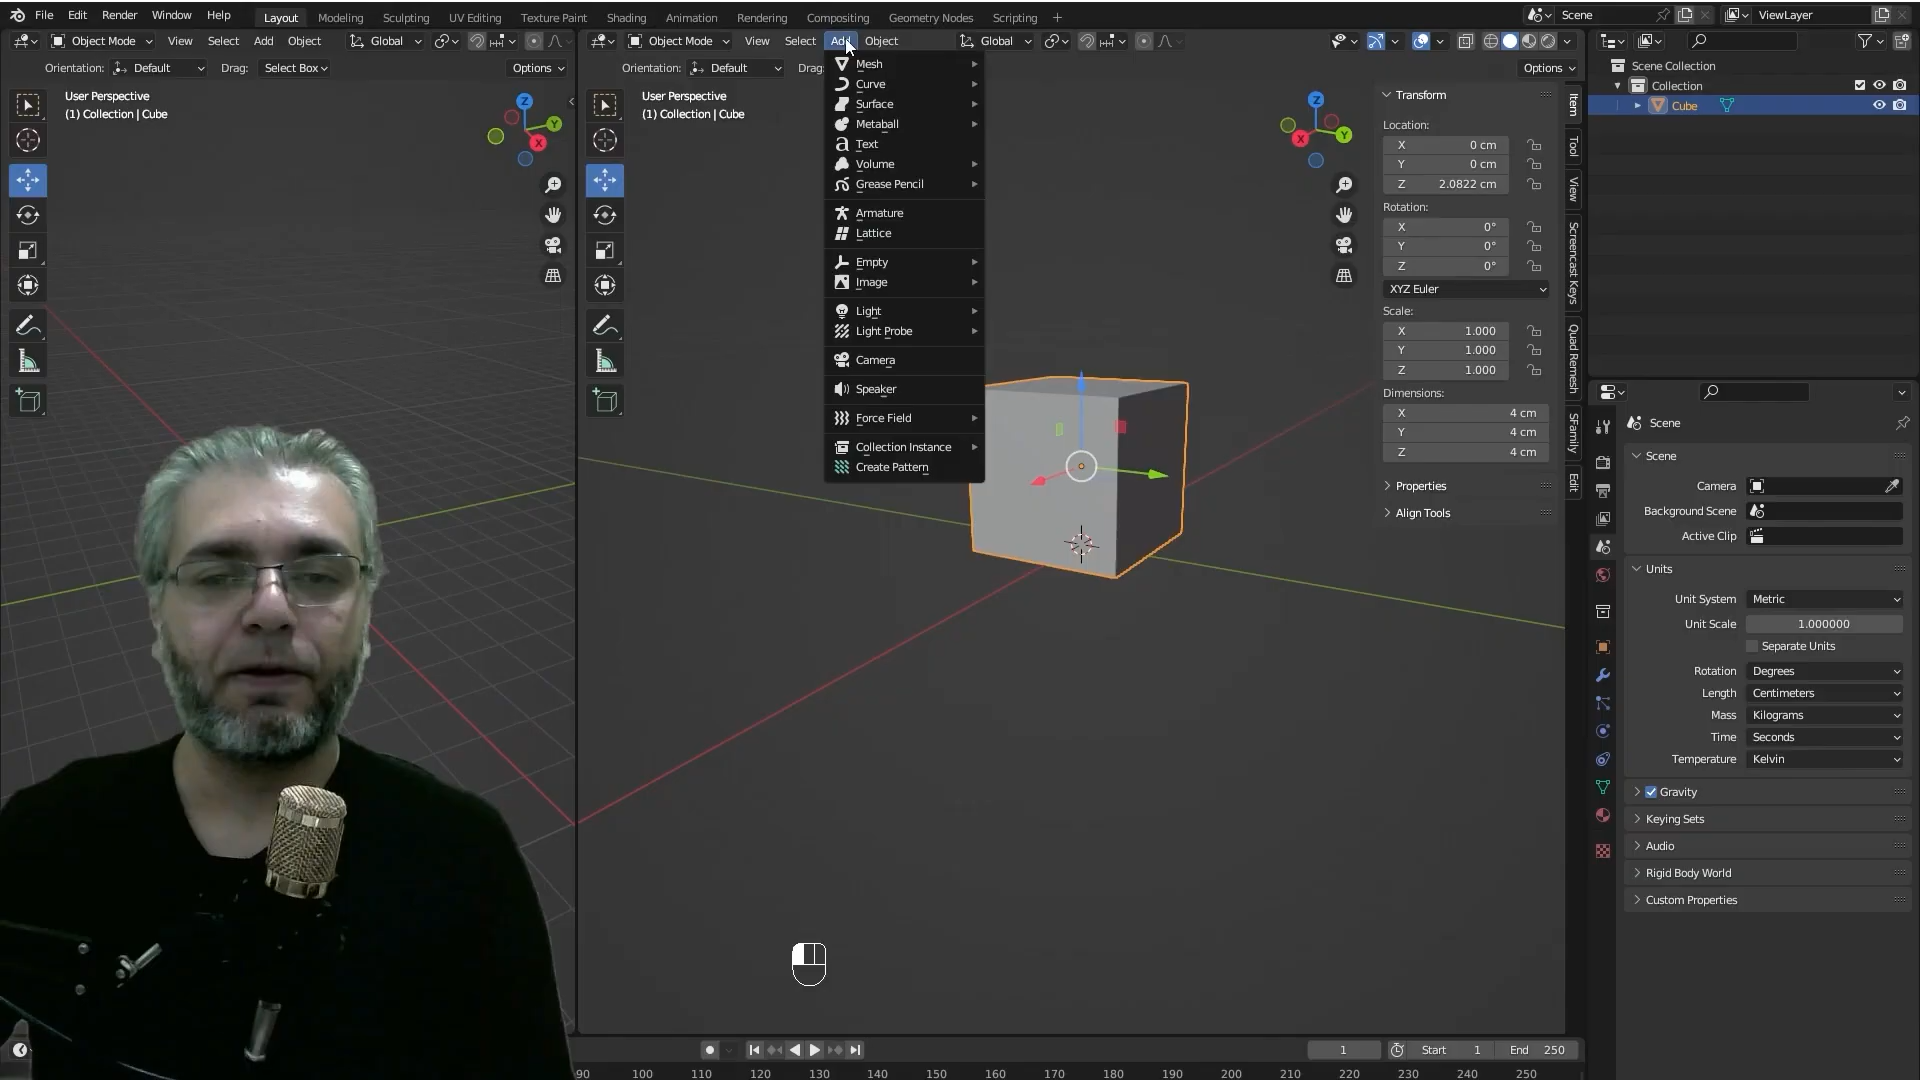 File Edit Render Window Help Layout Modeling Sculpting UV Editing Texture Paint Shading Animation Rendering Compositing Geometry Nodes Scripting + Scene ViewLayer
Object Mode View Select Add Object Global
Orientation: Default Drag: Select Box Options
User Perspective
(1) Collection | Cube
Z
Y
X
Object Mode View Select Add Object Global
Orientation: Default Drag: Options
User Perspective
(1) Collection | Cube
Mesh
Curve
Surface
Metaball
Text
Volume
Grease Pencil
Armature
Lattice
Empty
Image
Light
Light Probe
Camera
Speaker
Force Field
Collection Instance
Create Pattern
Z
Y
X
Transform
Location:
X 0 cm
Y 0 cm
Z 2.0822 cm
Rotation:
X 0°
Y 0°
Z 0°
XYZ Euler
Scale:
X 1.000
Y 1.000
Z 1.000
Dimensions:
X 4 cm
Y 4 cm
Z 4 cm
Properties
Align Tools
Item
Tool
View
Screencast Keys
Quad Remesh
SFamily
Edit
Scene Collection
Collection
Cube
Scene
Scene
Camera
Background Scene
Active Clip
Units
Unit System Metric
Unit Scale 1.000000
Separate Units
Rotation Degrees
Length Centimeters
Mass Kilograms
Time Seconds
Temperature Kelvin
Gravity
Keying Sets
Audio
Rigid Body World
Custom Properties
1 Start 1 End 250
90 100 110 120 130 140 150 160 170 180 190 200 210 220 230 240 250